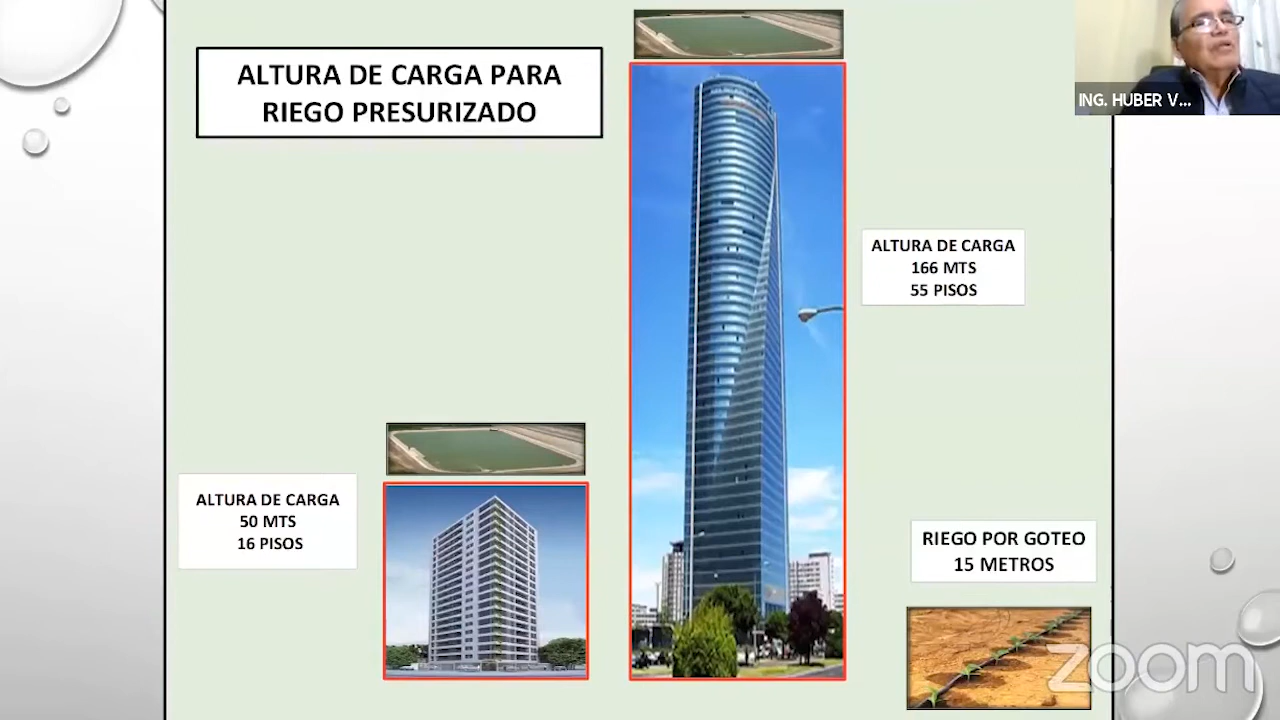 ALTURA DE CARGA PARA
RIEGO PRESURIZADO
ING. HUBER V...
ALTURA DE CARGA
166 MTS
55 PISOS
ALTURA DE CARGA
50 MTS
16 PISOS
RIEGO POR GOTEO
15 METROS
zoom